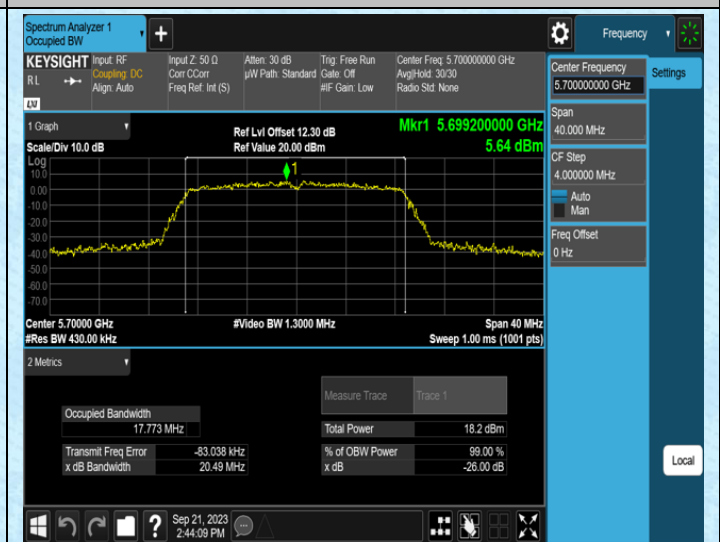 Spectrum Analyzer 1
Occupied BW
+
Frequency
KEYSIGHT
R L
LXI
Input: RF
Coupling: DC
Align: Auto
Input Z: 50 Ω
Corr CCorr
Freq Ref: Int (S)
Atten: 30 dB
µW Path: Standard
Trig: Free Run
Gate: Off
#IF Gain: Low
Center Freq: 5.700000000 GHz
Avg|Hold: 30/30
Radio Std: None
Center Frequency
5.700000000 GHz
Settings
Span
40.000 MHz
CF Step
4.000000 MHz
Auto
Man
Freq Offset
0 Hz
1 Graph
Scale/Div 10.0 dB
Ref Lvl Offset 12.30 dB
Ref Value 20.00 dBm
Mkr1 5.699200000 GHz
5.64 dBm
Log
10.0
0.00
-10.0
-20.0
-30.0
-40.0
-50.0
-60.0
-70.0
1
Center 5.70000 GHz
#Res BW 430.00 kHz
#Video BW 1.3000 MHz
Span 40 MHz
Sweep 1.00 ms (1001 pts)
2 Metrics
Measure Trace
Trace 1
Occupied Bandwidth
17.773 MHz
Total Power
18.2 dBm
Transmit Freq Error
-83.038 kHz
% of OBW Power
99.00 %
x dB Bandwidth
20.49 MHz
x dB
-26.00 dB
Local
?
Sep 21, 2023
2:44:09 PM